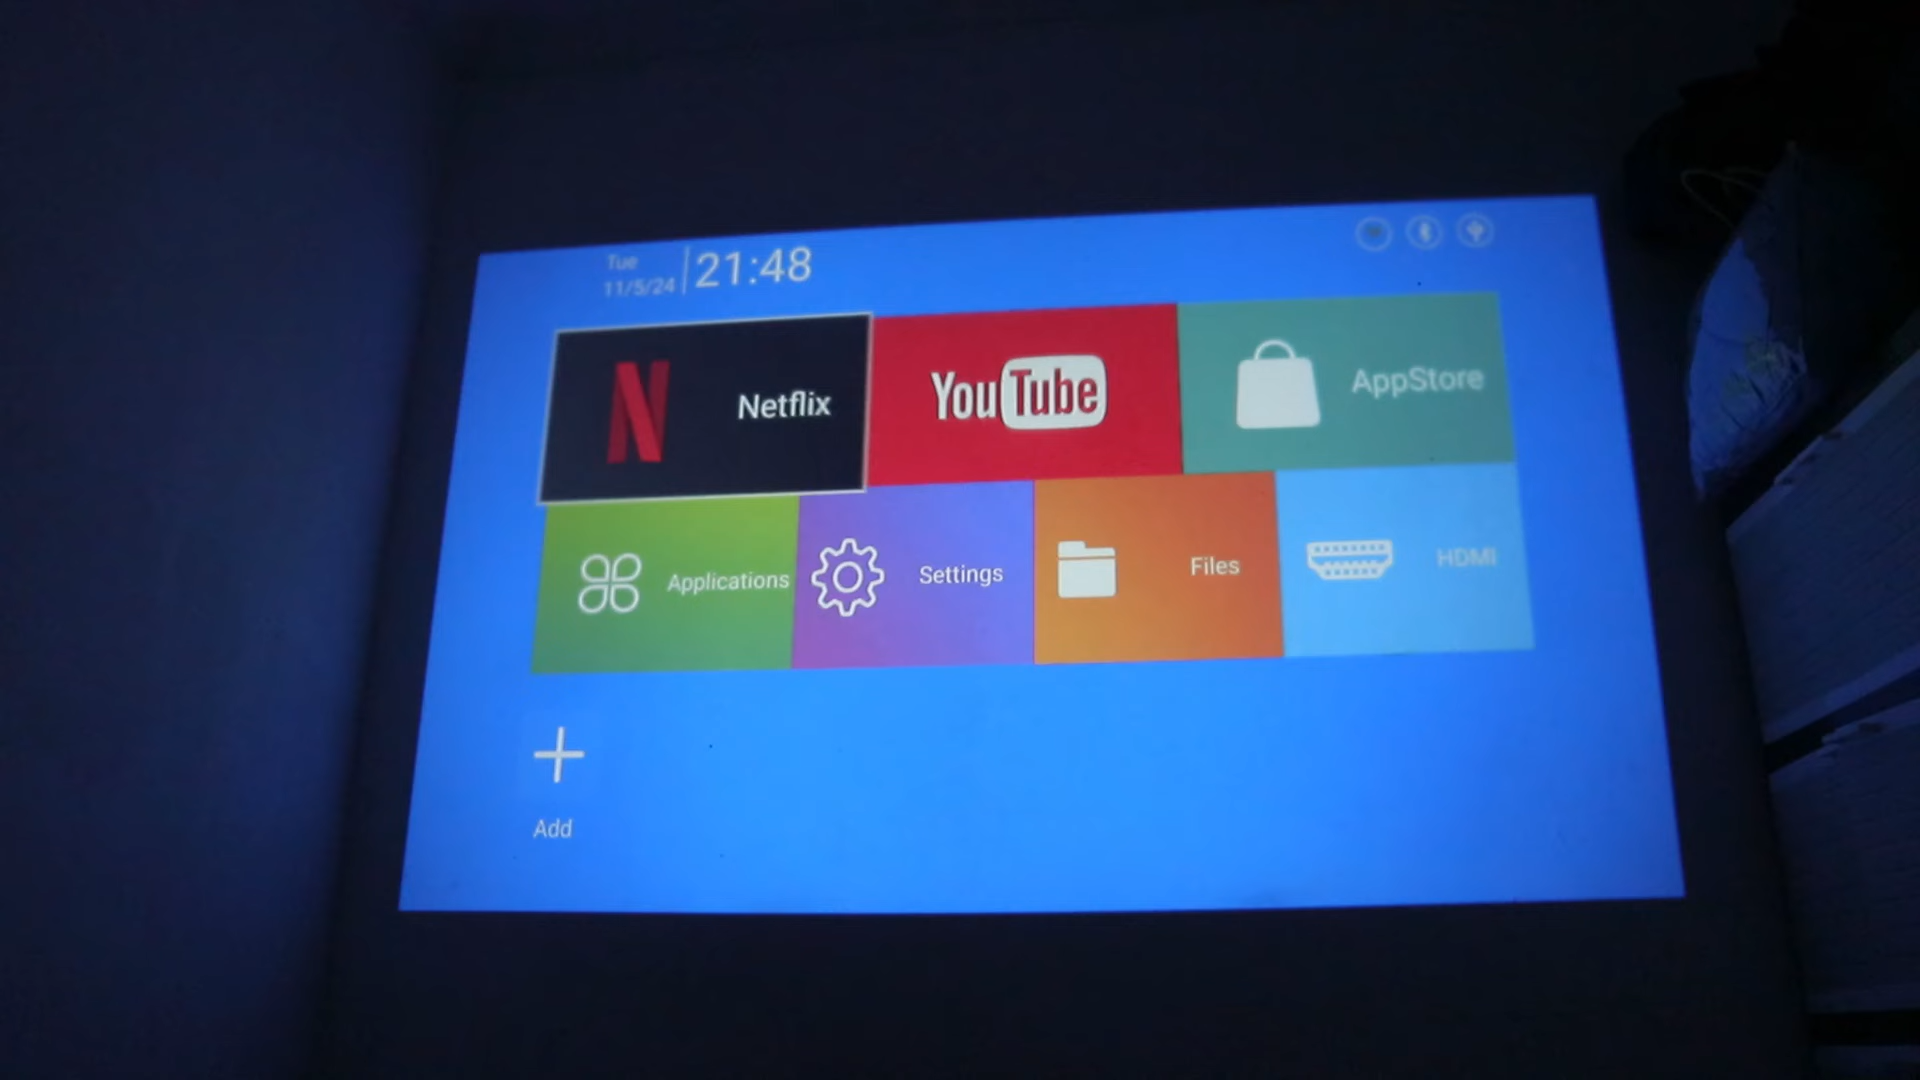 Tue
11/5/24
21:48
N
Netflix
YouTube
AppStore
Applications
Settings
Files
HDMI
Add